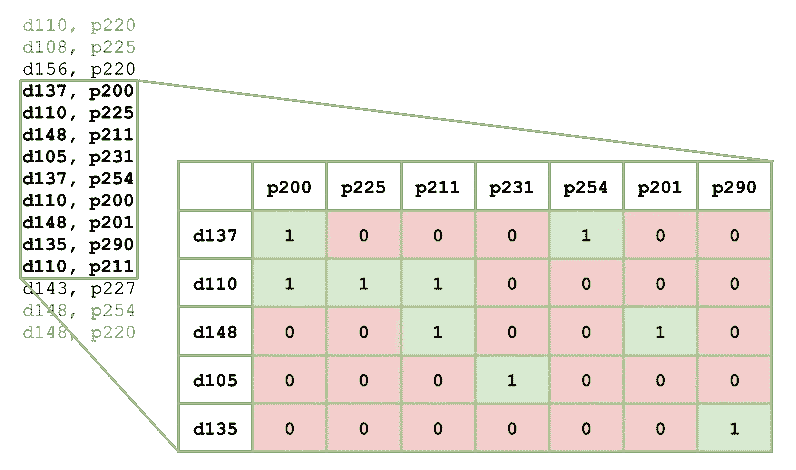 d110, p220
d108, p225
d156, p220
d137, p200
d110, p225
d148, p211
d105, p231
d137, p254
d110, p200
d148, p201
d135, p290
d110, p211
d143, p227
d148, p254
d148, p220
p200 p225 p211 p231 p254 p201 p290
d137 1 0 0 0 1 0 0
d110 1 1 1 0 0 0 0
d148 0 0 1 0 0 1 0
d105 0 0 0 1 0 0 0
d135 0 0 0 0 0 0 1